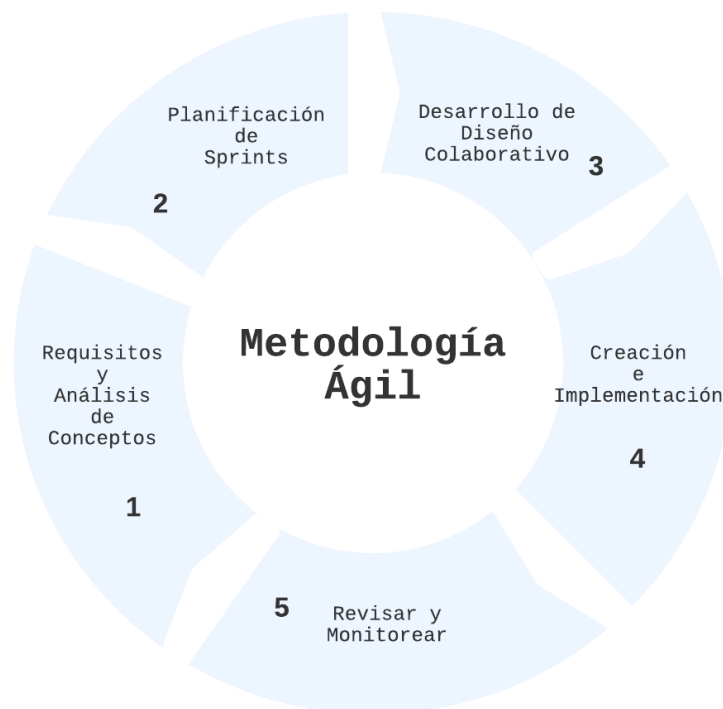 Metodología
Ágil
Requisitos
y
Análisis
de
Conceptos
1
Planificación
de
Sprints
2
Desarrollo de
Diseño
Colaborativo
3
Creación
e
Implementación
4
5
Revisar y
Monitorear